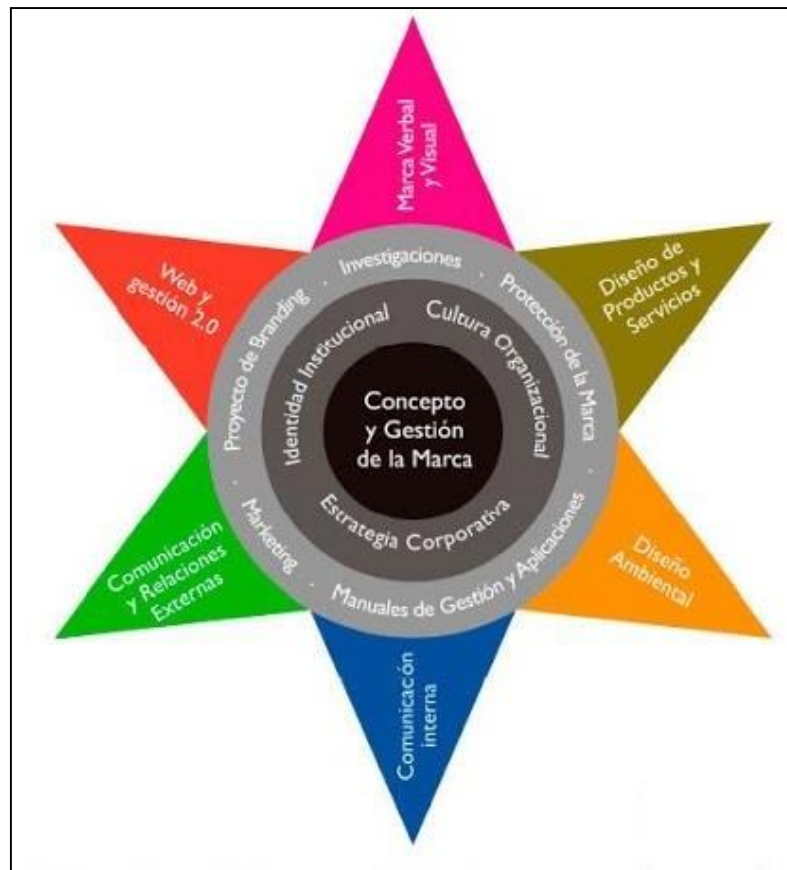 Marca Verbal
y Visual
Diseño de
Productos y
Servicios
Diseño
Ambiental
Comunicación
interna
Comunicación
y Relaciones
Externas
Web y
gestión 2.0
Proyecto de Branding · Investigaciones · Protección de la Marca · Manuales de Gestión y Aplicaciones · Marketing ·
Identidad Institucional
Cultura Organizacional
Estrategia Corporativa
Concepto
y Gestión
de la Marca